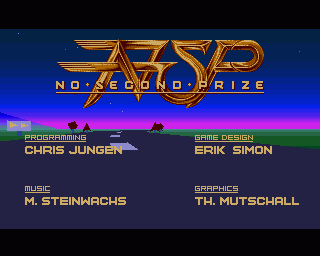 NSP
NO•SECOND•PRIZE
PROGRAMMING
CHRIS JUNGEN
GAME DESIGN
ERIK SIMON
MUSIC
M. STEINWACHS
GRAPHICS
TH. MUTSCHALL